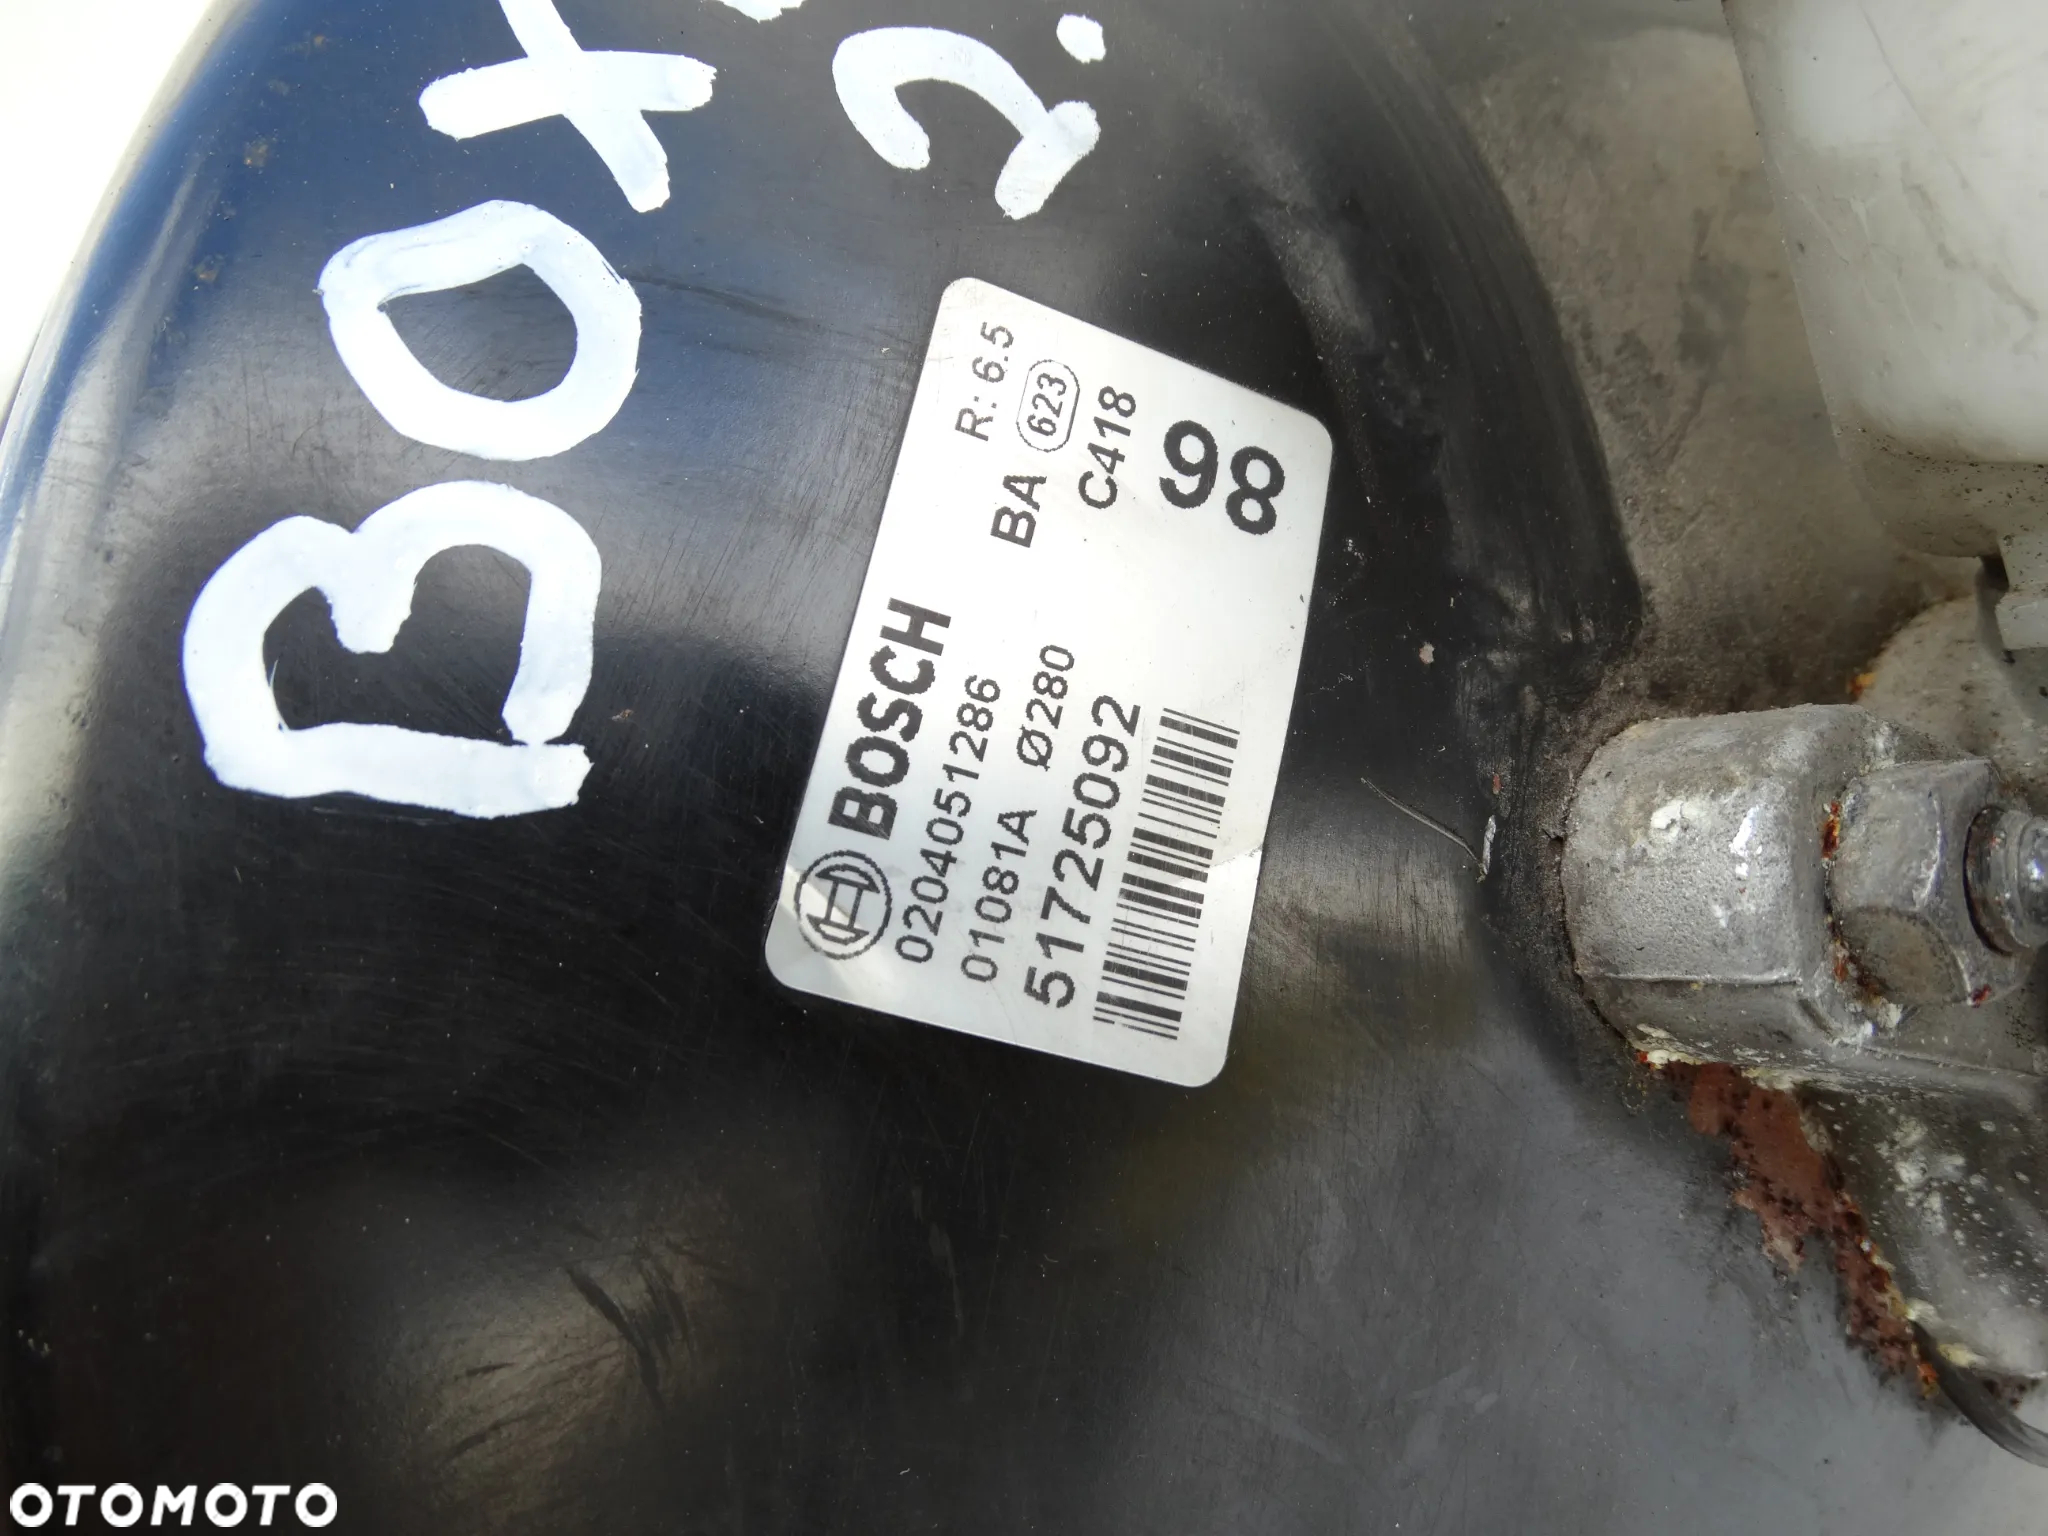 BOX
2.
BOSCH
R: 6.5
0204051286
BA 623
01081A Ø280
C418
51725092
98
OTOMOTO